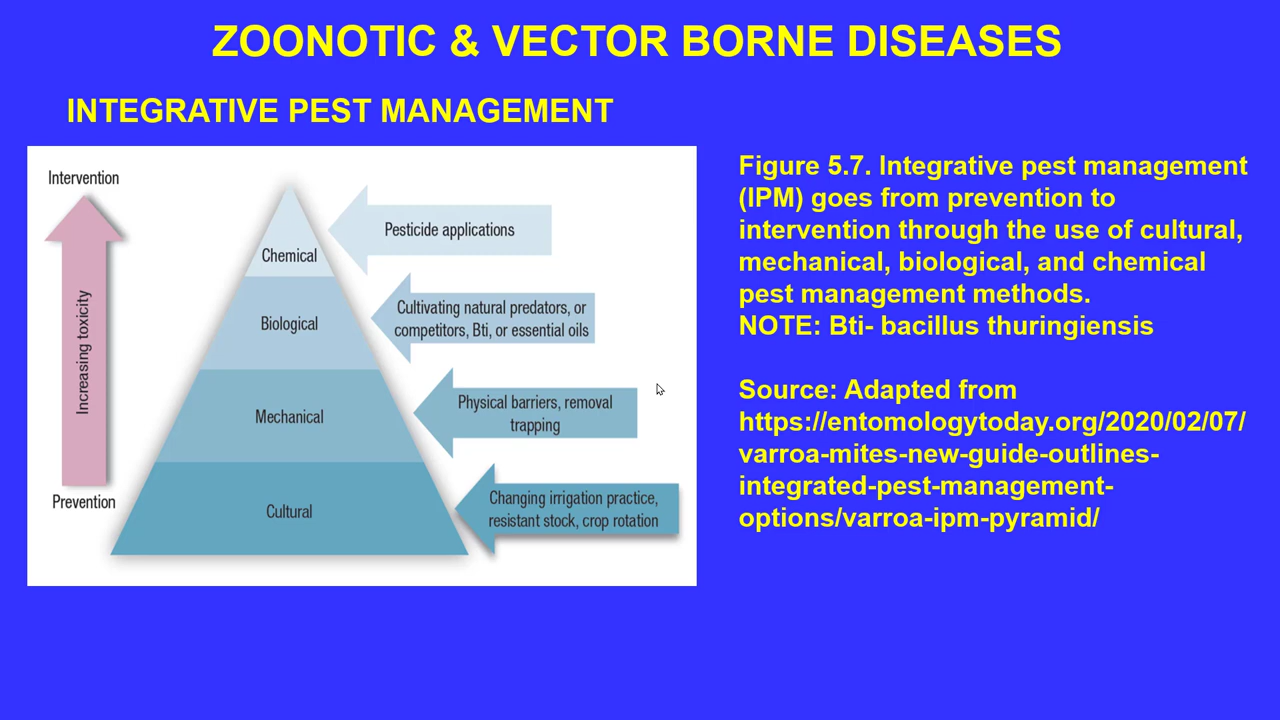 ZOONOTIC & VECTOR BORNE DISEASES
INTEGRATIVE PEST MANAGEMENT
Intervention
Increasing toxicity
Prevention
Chemical
Pesticide applications
Biological
Cultivating natural predators, or
competitors, Bti, or essential oils
Mechanical
Physical barriers, removal
trapping
Cultural
Changing irrigation practice,
resistant stock, crop rotation
Figure 5.7. Integrative pest management
(IPM) goes from prevention to
intervention through the use of cultural,
mechanical, biological, and chemical
pest management methods.
NOTE: Bti- bacillus thuringiensis
Source: Adapted from
https://entomologytoday.org/2020/02/07/
varroa-mites-new-guide-outlines-
integrated-pest-management-
options/varroa-ipm-pyramid/